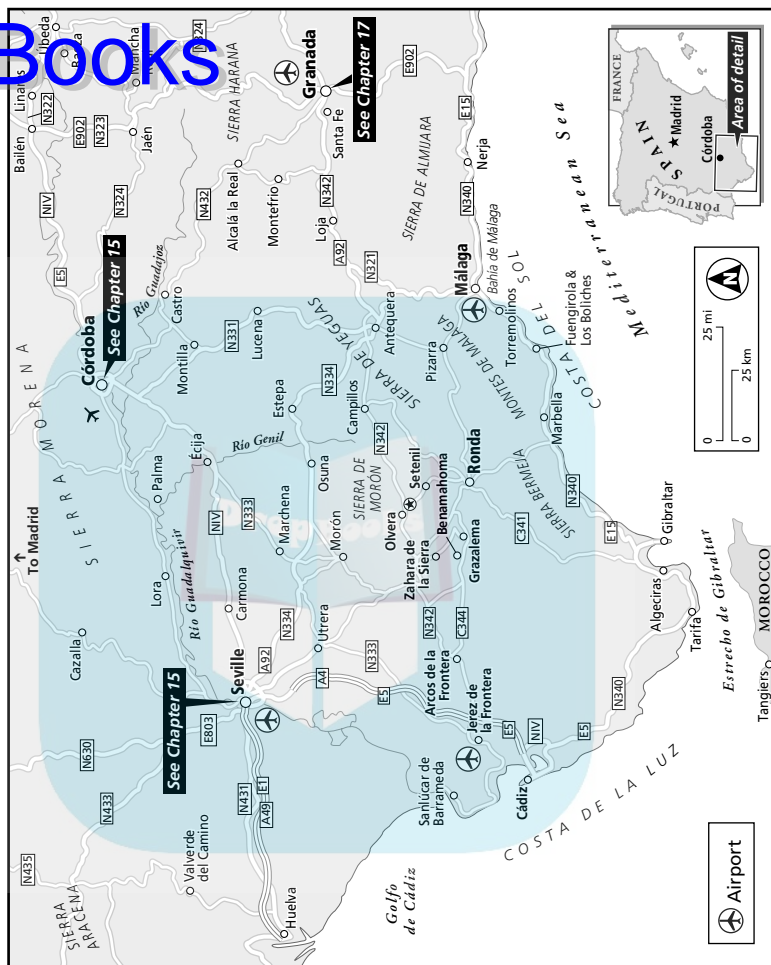 Books
Linares
Bailén
N322
N324
Mancha
E902
N323
Jaén
NIV
N324
E5
SIERRA HARANA
Granada
See Chapter 17
Santa Fe
E902
N432
Alcalá la Real
Montefrio
N342
Loja
A92
N321
SIERRA DE ALMIJARA
E15
Nerja
N340
Málaga
Bahía de Málaga
Mediterranean Sea
FRANCE
SPAIN
Madrid
Córdoba
PORTUGAL
Area of detail
Córdoba
See Chapter 15
Río Guadajoz
Castro
Montilla
N331
Lucena
SIERRA DE YEGUAS
Antequera
N334
Estepa
Campillos
Pizarra
MONTES DE MALAGA
Torremolinos
COSTA DEL SOL
Fuengirola &
Los Boliches
Marbella
N
25 mi
25 km
0
0
To Madrid
SIERRA MORENA
Palma
Écija
Río Genil
NIV
N333
Osuna
Marchena
SIERRA DE
MORÓN
Morón
N342
Setenil
Olvera
Benamahoma
Ronda
Zahara de
la Sierra
Grazalema
SIERRA BERMEJA
N340
C341
E15
Gibraltar
Algeciras
Tarifa
Estrecho de Gibraltar
MOROCCO
Tangiers
Lora
Río Guadalquivir
Carmona
Cazalla
See Chapter 15
Seville
A92
N334
Utrera
N333
A4
E5
N342
C344
Arcos de la
Frontera
Jerez de
la Frontera
E5
NIV
E5
N340
Sanlúcar de
Barrameda
Cádiz
COSTA DE LA LUZ
N630
E803
N433
N431
E1
A49
N435
SIERRA
ARACENA
Valverde
del Camino
Huelva
Golfo
de Cádiz
Airport